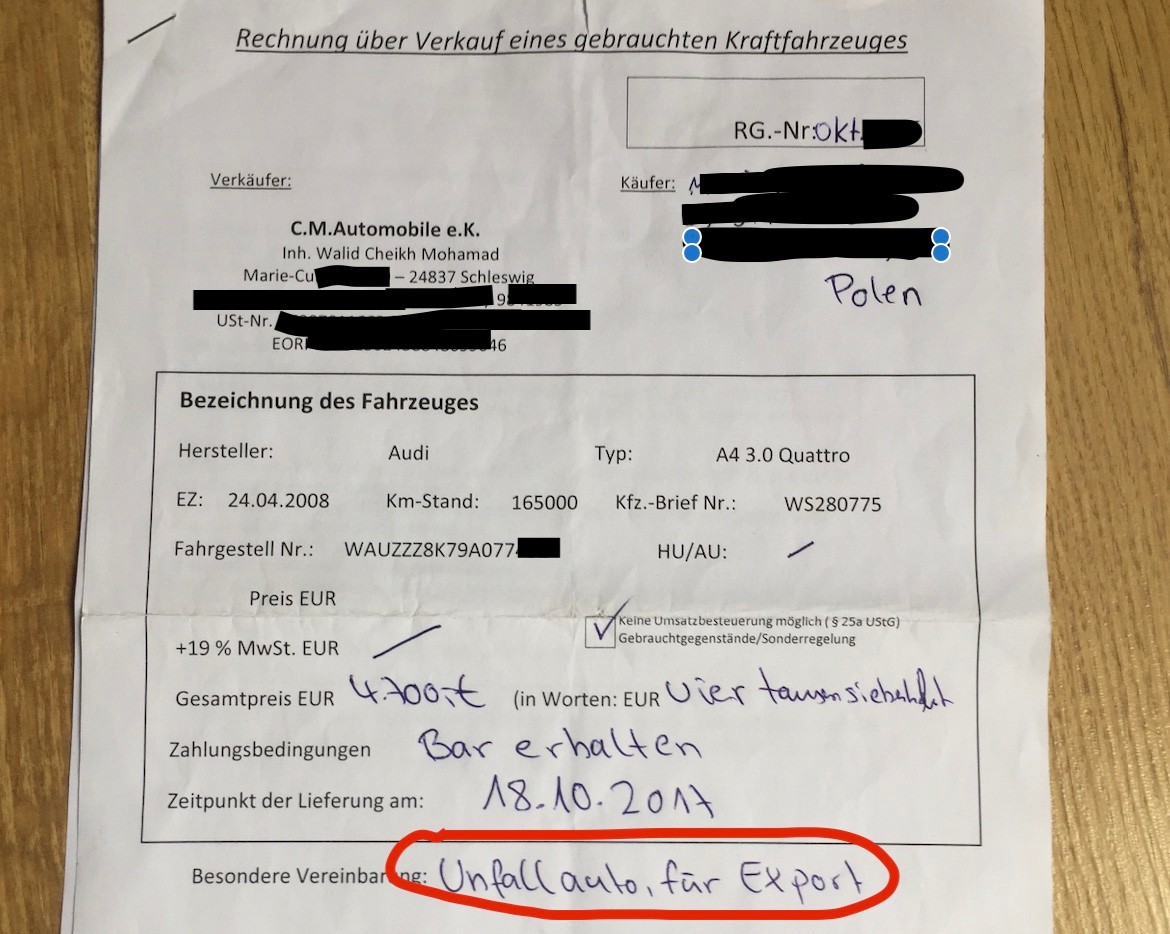 Rechnung über Verkauf eines gebrauchten Kraftfahrzeuges
RG.-Nr: okt.
Verkäufer:
Käufer:
C.M.Automobile e.K.
Inh. Walid Cheikh Mohamad
Marie-Cu – 24837 Schleswig
USt-Nr.
EORI 46
Polen
Bezeichnung des Fahrzeuges
Hersteller: Audi Typ: A4 3.0 Quattro
EZ: 24.04.2008 Km-Stand: 165000 Kfz.-Brief Nr.: WS280775
Fahrgestell Nr.: WAUZZZ8K79A077 HU/AU: /
Preis EUR
Keine Umsatzbesteuerung möglich ( § 25a UStG)
Gebrauchtgegenstände/Sonderregelung
+19 % MwSt. EUR /
Gesamtpreis EUR 4.700,-€ (in Worten: EUR Vier tausensiebenhdt
Zahlungsbedingungen Bar erhalten
Zeitpunkt der Lieferung am: 18.10.2017
Besondere Vereinbarung: Unfallauto, für Export